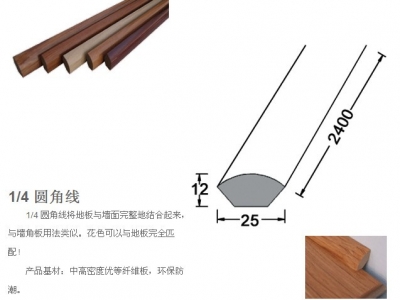 2400
12
25
1/4 圆角线
1/4 圆角线将地板与墙面完整地结合起来，
与墙角板用法类似。花色可以与地板完全匹
配！
产品基材：中高密度优等纤维板，环保防
潮。